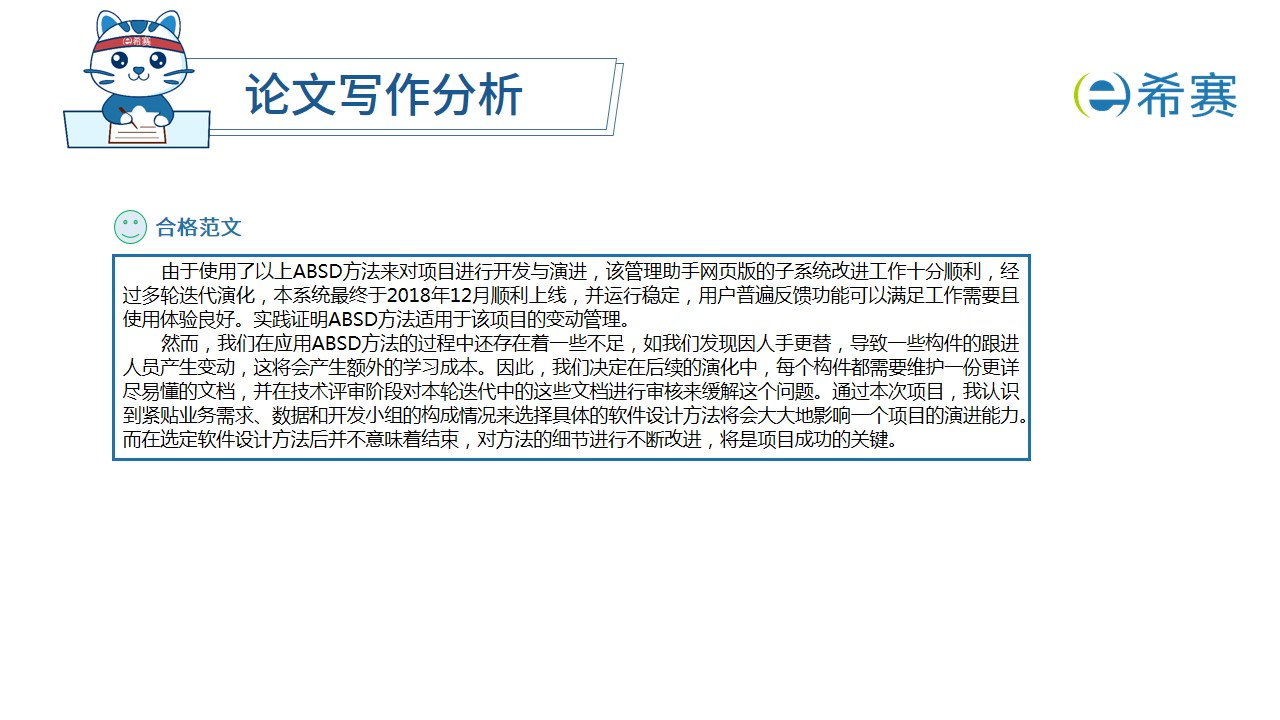 希赛
论文写作分析
希赛
合格范文
由于使用了以上ABSD方法来对项目进行开发与演进，该管理助手网页版的子系统改进工作十分顺利，经
过多轮迭代演化，本系统最终于2018年12月顺利上线，并运行稳定，用户普遍反馈功能可以满足工作需要且
使用体验良好。实践证明ABSD方法适用于该项目的变动管理。
然而，我们在应用ABSD方法的过程中还存在着一些不足，如我们发现因人手更替，导致一些构件的跟进
人员产生变动，这将会产生额外的学习成本。因此，我们决定在后续的演化中，每个构件都需要维护一份更详
尽易懂的文档，并在技术评审阶段对本轮迭代中的这些文档进行审核来缓解这个问题。通过本次项目，我认识
到紧贴业务需求、数据和开发小组的构成情况来选择具体的软件设计方法将会大大地影响一个项目的演进能力。
而在选定软件设计方法后并不意味着结束，对方法的细节进行不断改进，将是项目成功的关键。